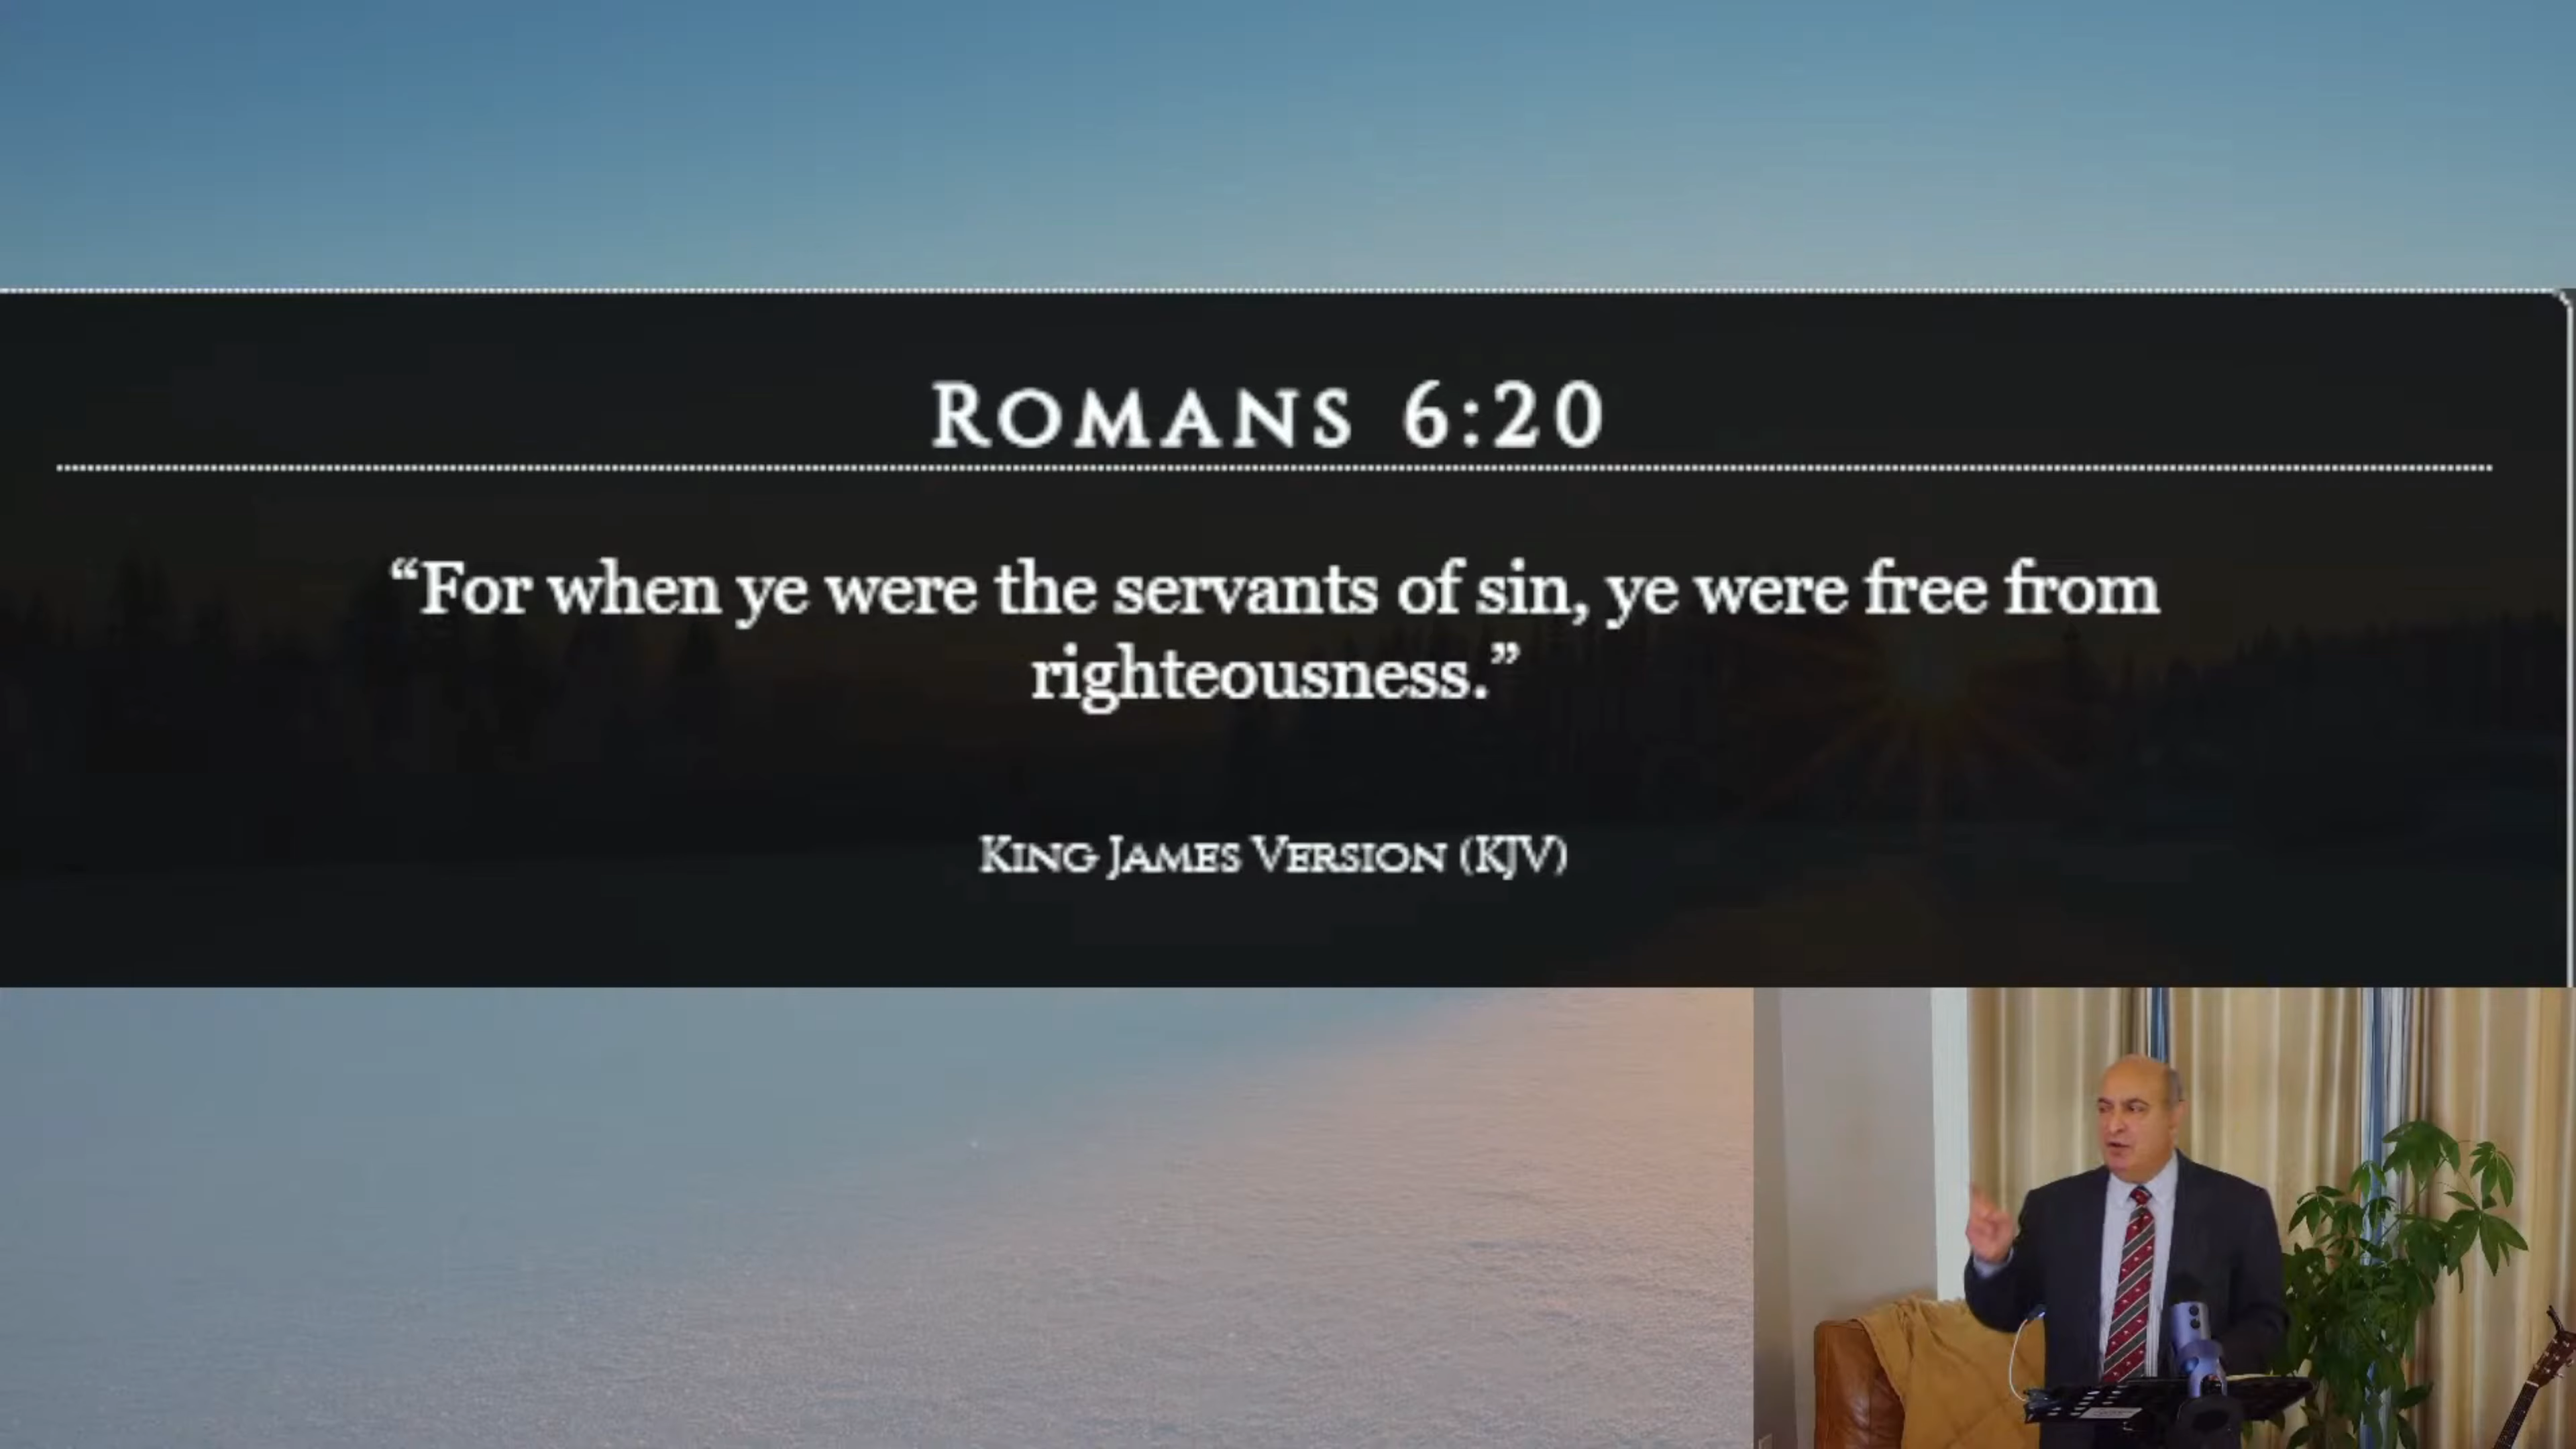 ROMANS 6:20
“For when ye were the servants of sin, ye were free from
righteousness.”
KING JAMES VERSION (KJV)